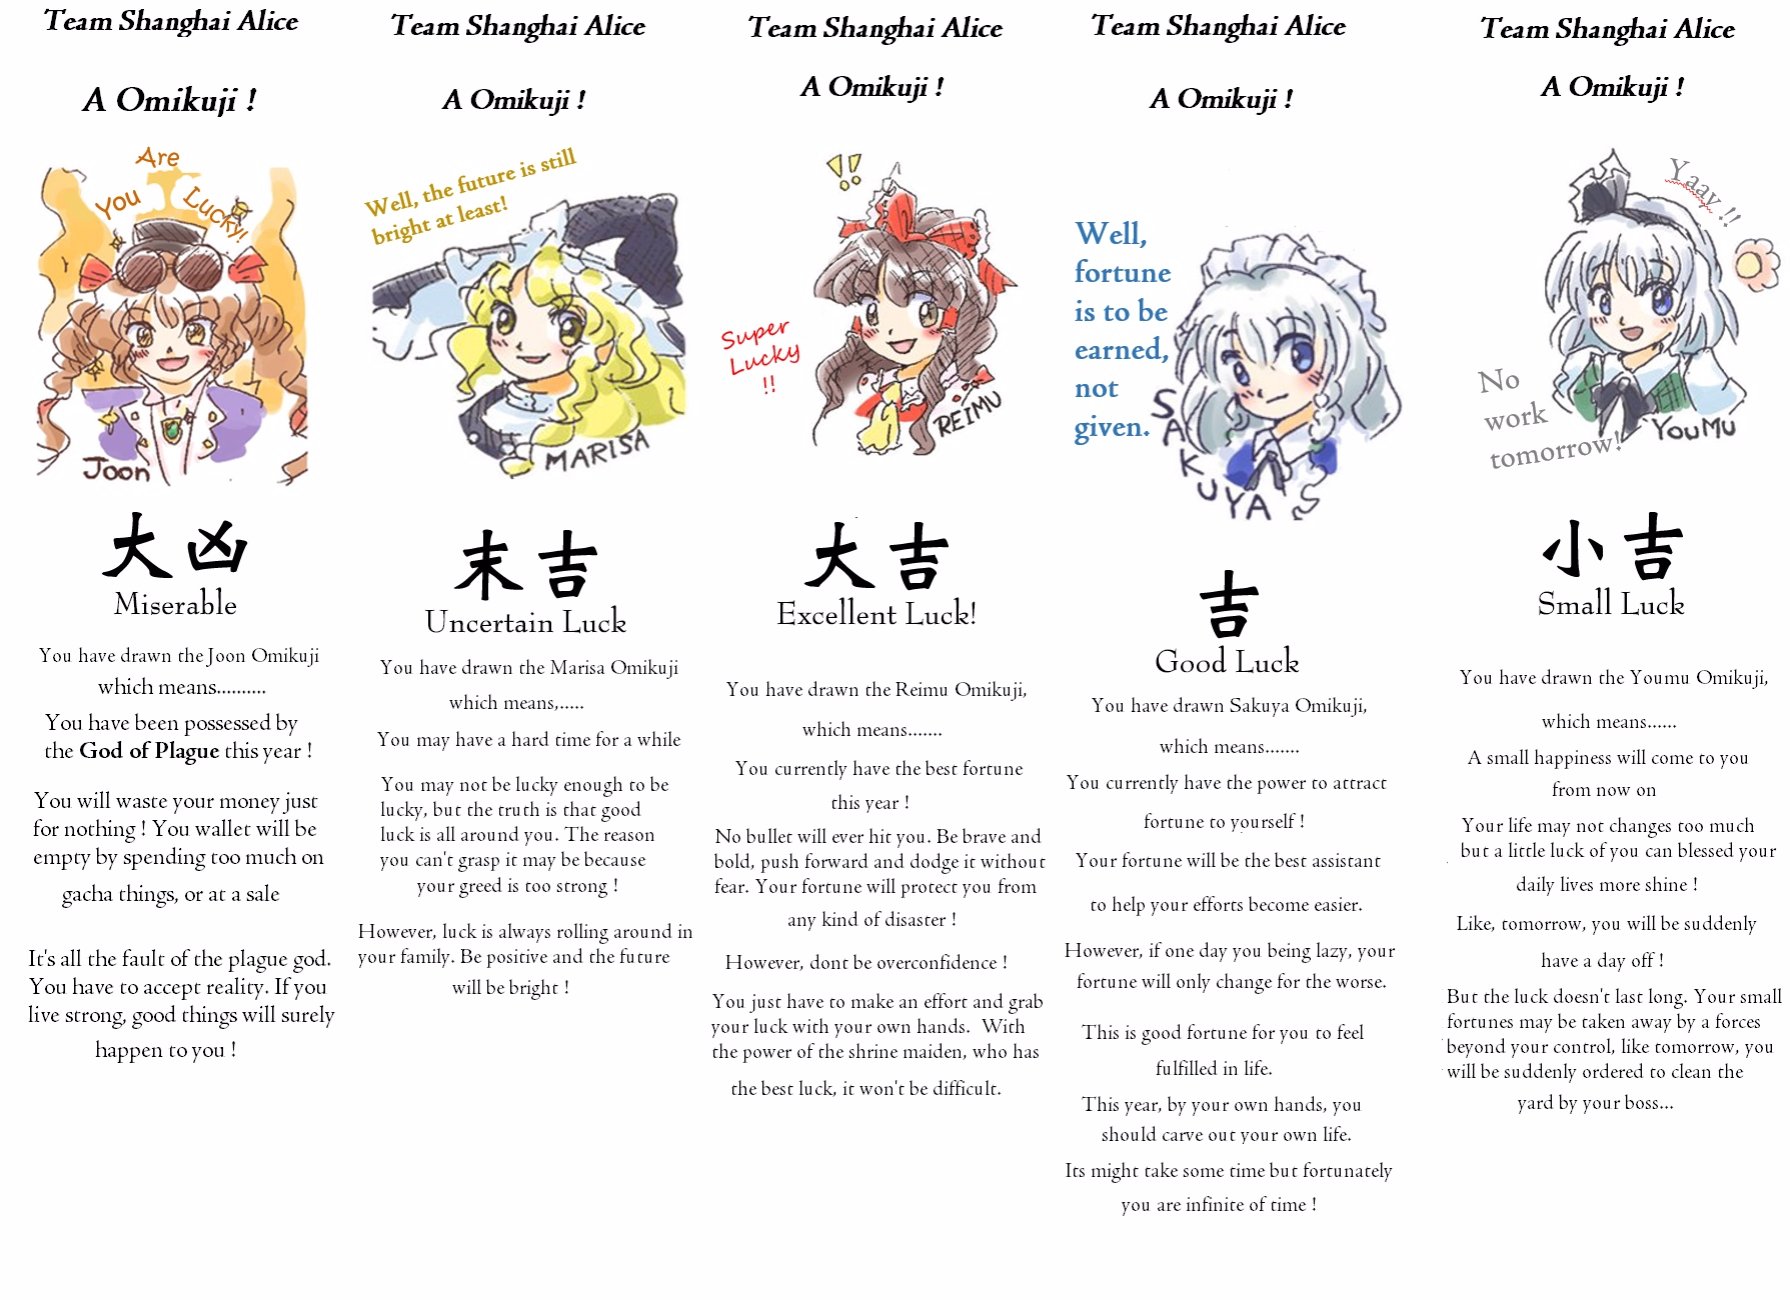 Team Shanghai Alice
A Omikuji !
You Are Lucky!
Joon
大凶
Miserable
You have drawn the Joon Omikuji
which means..........
You have been possessed by
the God of Plague this year !
You will waste your money just
for nothing ! You wallet will be
empty by spending too much on
gacha things, or at a sale
It's all the fault of the plague god.
You have to accept reality. If you
live strong, good things will surely
happen to you !
Team Shanghai Alice
A Omikuji !
Well, the future is still
bright at least!
MARISA
末吉
Uncertain Luck
You have drawn the Marisa Omikuji
which means,.....
You may have a hard time for a while
You may not be lucky enough to be
lucky, but the truth is that good
luck is all around you. The reason
you can't grasp it may be because
your greed is too strong !
However, luck is always rolling around in
your family. Be positive and the future
will be bright !
Team Shanghai Alice
A Omikuji !
!!
Super
Lucky
!!
REIMU
大吉
Excellent Luck!
You have drawn the Reimu Omikuji,
which means.......
You currently have the best fortune
this year !
No bullet will ever hit you. Be brave and
bold, push forward and dodge it without
fear. Your fortune will protect you from
any kind of disaster !
However, dont be overconfidence !
You just have to make an effort and grab
your luck with your own hands. With
the power of the shrine maiden, who has
the best luck, it won't be difficult.
Team Shanghai Alice
A Omikuji !
Well,
fortune
is to be
earned,
not
given.
SAKUYA
吉
Good Luck
You have drawn Sakuya Omikuji,
which means.......
You currently have the power to attract
fortune to yourself !
Your fortune will be the best assistant
to help your efforts become easier.
However, if one day you being lazy, your
fortune will only change for the worse.
This is good fortune for you to feel
fulfilled in life.
This year, by your own hands, you
should carve out your own life.
Its might take some time but fortunately
you are infinite of time !
Team Shanghai Alice
A Omikuji !
Yaay !!
No
work
tomorrow!
YouMU
小吉
Small Luck
You have drawn the Youmu Omikuji,
which means......
A small happiness will come to you
from now on
Your life may not changes too much
but a little luck of you can blessed your
daily lives more shine !
Like, tomorrow, you will be suddenly
have a day off !
But the luck doesn't last long. Your small
fortunes may be taken away by a forces
beyond your control, like tomorrow, you
will be suddenly ordered to clean the
yard by your boss...